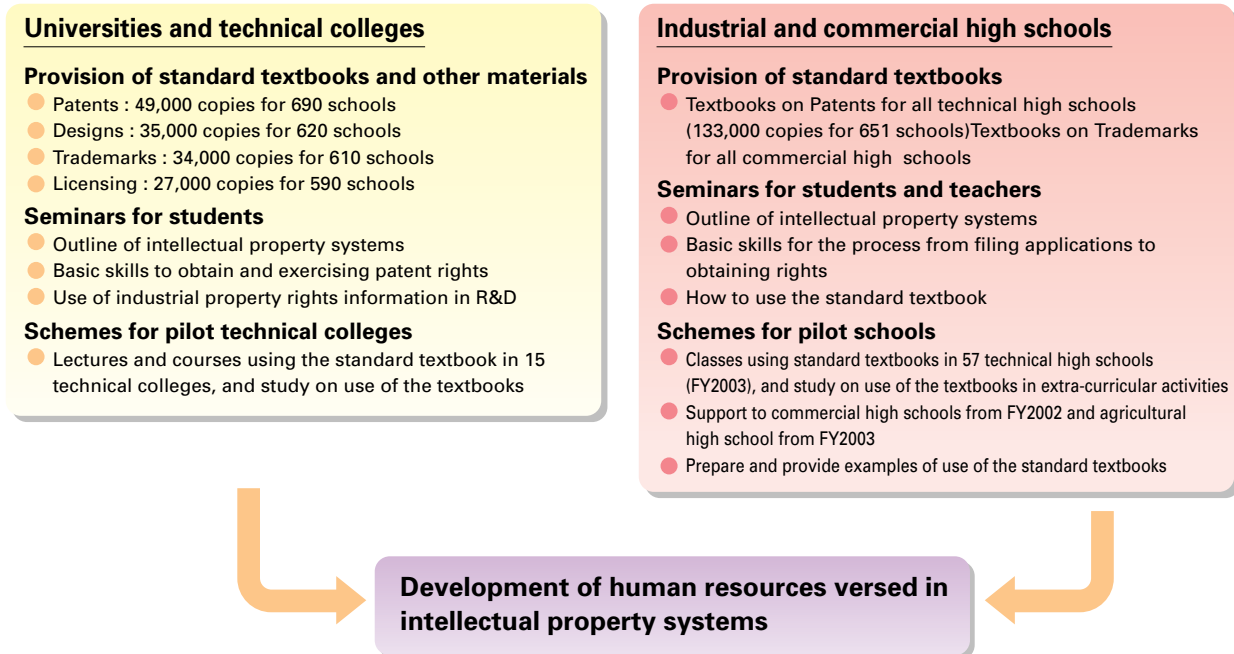 Universities and technical colleges
Provision of standard textbooks and other materials
Patents : 49,000 copies for 690 schools
Designs : 35,000 copies for 620 schools
Trademarks : 34,000 copies for 610 schools
Licensing : 27,000 copies for 590 schools
Seminars for students
Outline of intellectual property systems
Basic skills to obtain and exercising patent rights
Use of industrial property rights information in R&D
Schemes for pilot technical colleges
Lectures and courses using the standard textbook in 15
technical colleges, and study on use of the textbooks
Industrial and commercial high schools
Provision of standard textbooks
Textbooks on Patents for all technical high schools
(133,000 copies for 651 schools)Textbooks on Trademarks
for all commercial high schools
Seminars for students and teachers
Outline of intellectual property systems
Basic skills for the process from filing applications to
obtaining rights
How to use the standard textbook
Schemes for pilot schools
Classes using standard textbooks in 57 technical high schools
(FY2003), and study on use of the textbooks in extra-curricular activities
Support to commercial high schools from FY2002 and agricultural
high school from FY2003
Prepare and provide examples of use of the standard textbooks
Development of human resources versed in
intellectual property systems